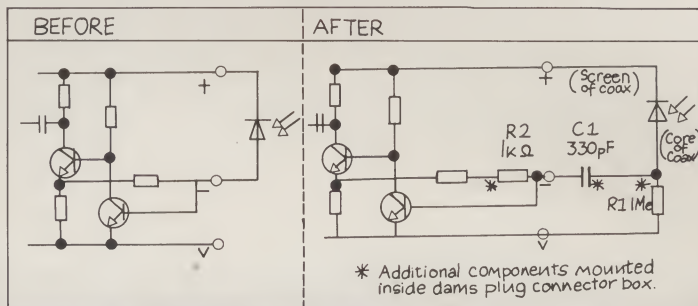 BEFORE
AFTER
+
−
v
+
(Screen
of coax)
R2
1kΩ
C1
330pF
(Core
of
coax)
−
R1 1Me
v
* Additional components mounted
inside dams plug connector box.